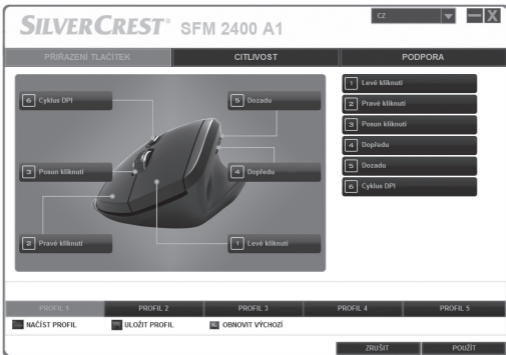 SILVERCREST® SFM 2400 A1
CZ
PŘIŘAZENÍ TLAČÍTEK CITLIVOST PODPORA
6 Cyklus DPI
5 Dozadu
3 Posun kliknutí
4 Dopředu
2 Pravé kliknutí
1 Levé kliknutí
1 Levé kliknutí
2 Pravé kliknutí
3 Posun kliknutí
4 Dopředu
5 Dozadu
6 Cyklus DPI
PROFIL 1 PROFIL 2 PROFIL 3 PROFIL 4 PROFIL 5
NAČÍST PROFIL ULOŽIT PROFIL OBNOVIT VÝCHOZÍ
ZRUŠIT POUŽÍT